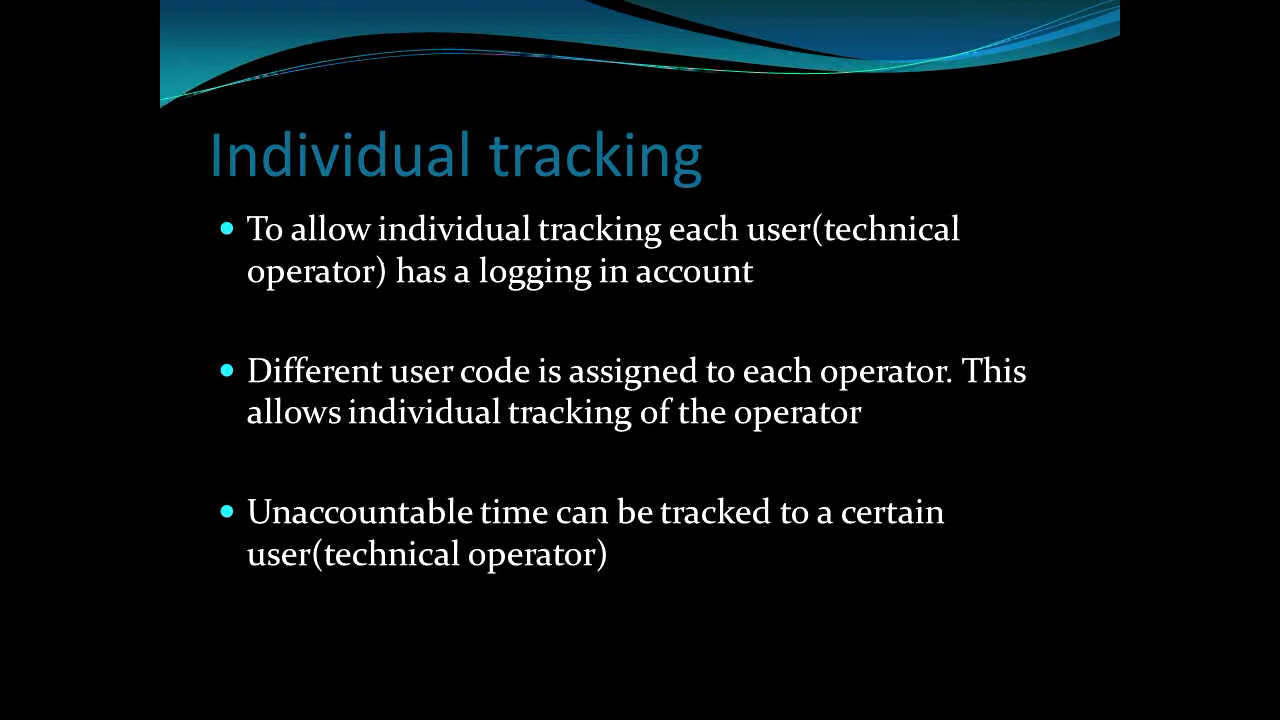 Individual tracking
• To allow individual tracking each user(technical
operator) has a logging in account
• Different user code is assigned to each operator. This
allows individual tracking of the operator
• Unaccountable time can be tracked to a certain
user(technical operator)